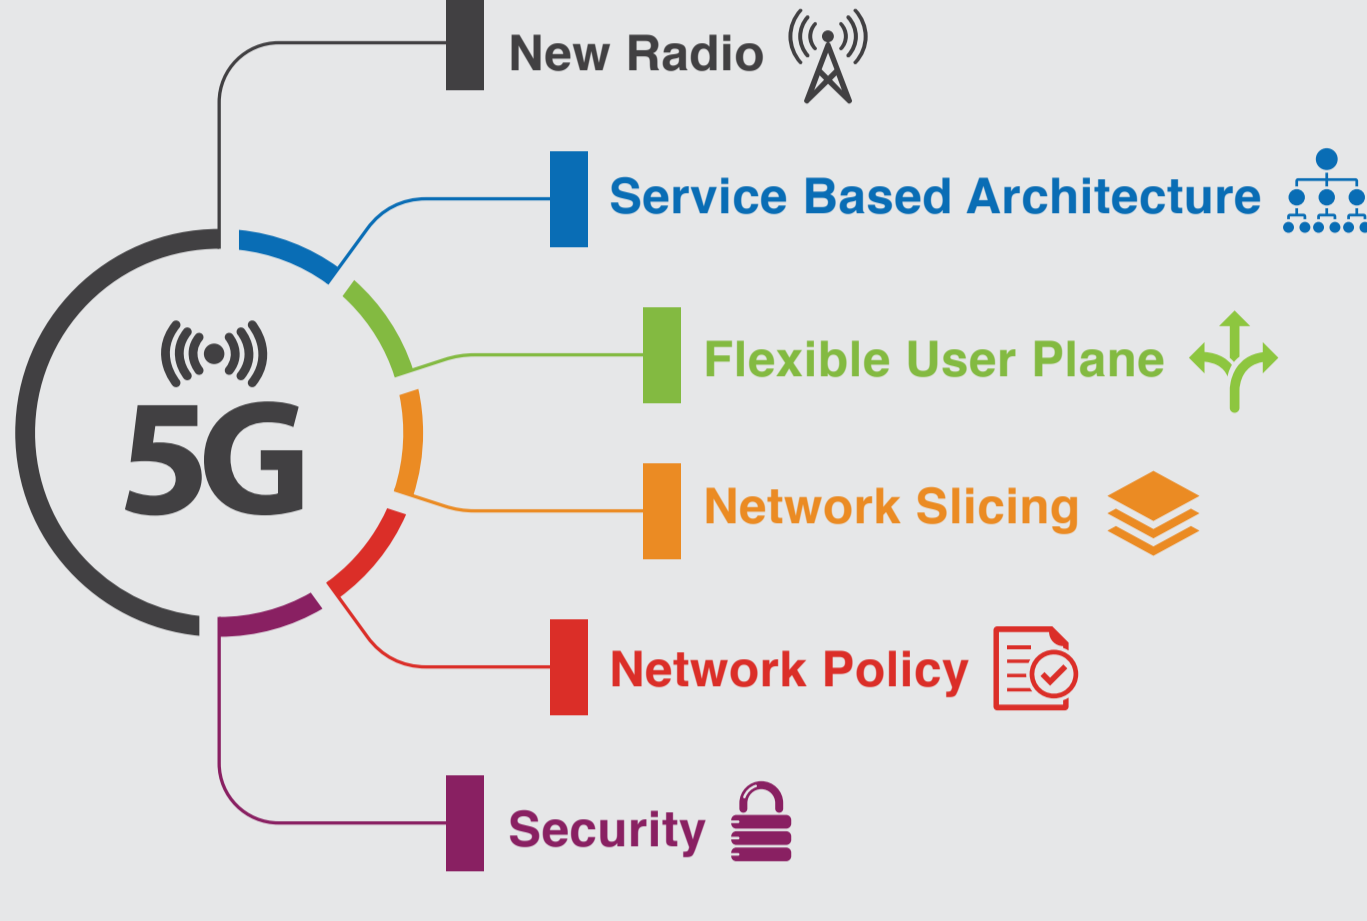 New Radio
Service Based Architecture
Flexible User Plane
5G
Network Slicing
Network Policy
Security